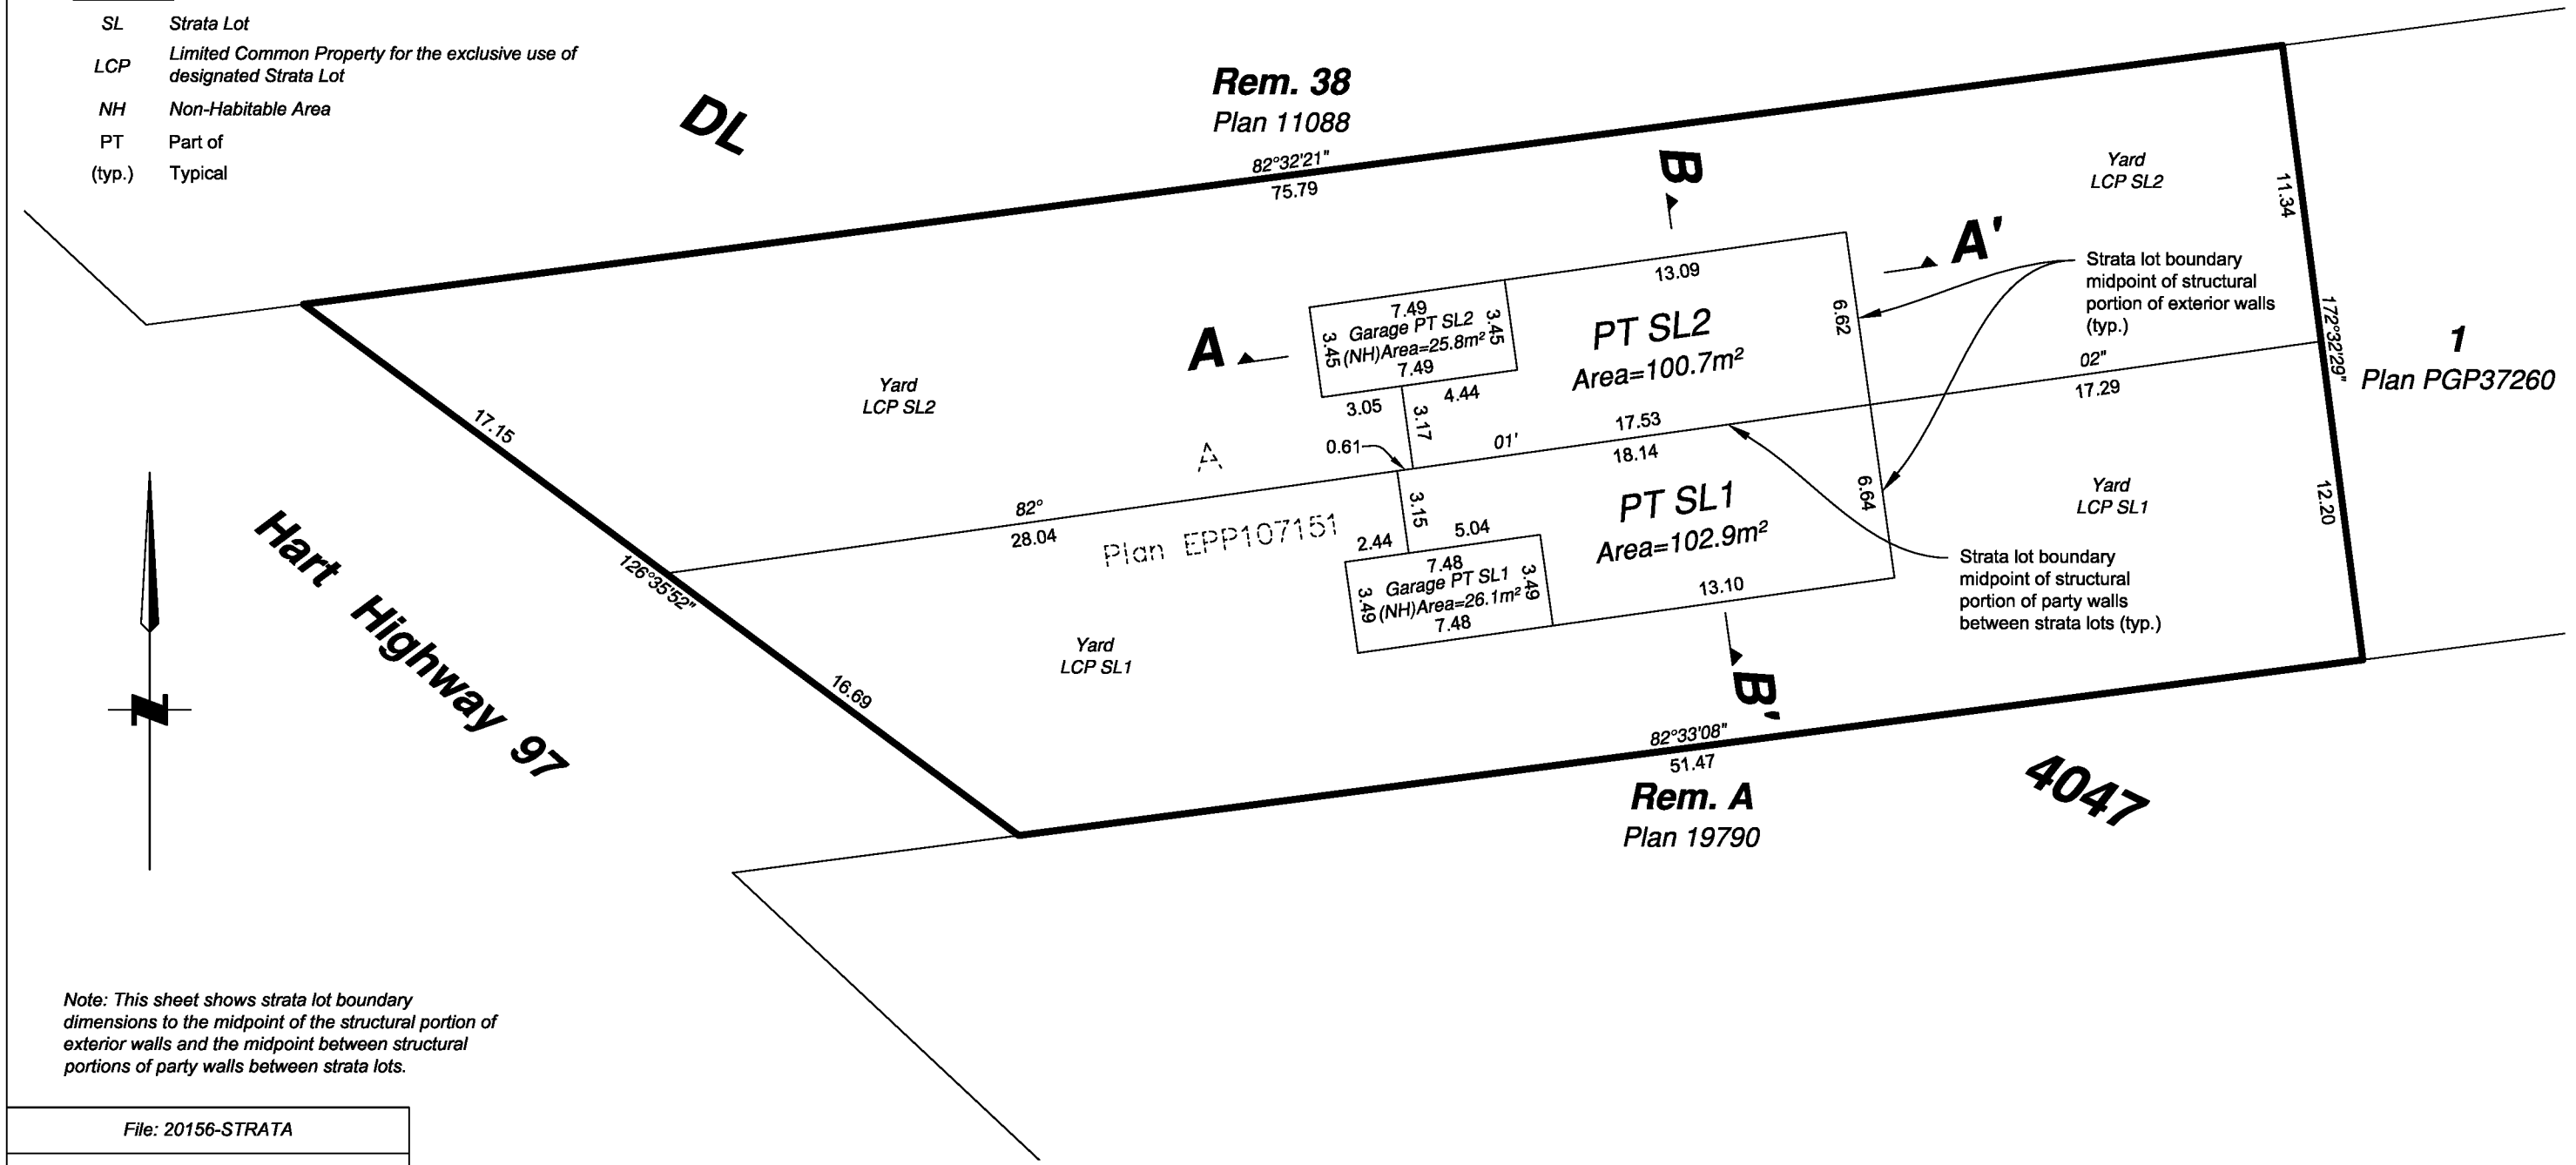 SL Strata Lot
LCP Limited Common Property for the exclusive use of
designated Strata Lot
NH Non-Habitable Area
PT Part of
(typ.) Typical
DL
Rem. 38
Plan 11088
82°32'21"
75.79
B
Yard
LCP SL2
11.34
A'
Strata lot boundary
midpoint of structural
portion of exterior walls
(typ.)
172°32'29"
1
Plan PGP37260
13.09
6.62
PT SL2
Area=100.7m²
7.49
3.45
Garage PT SL2
3.45
(NH)Area=25.8m²
7.49
A
Yard
LCP SL2
3.05
4.44
3.17
02"
17.29
17.15
17.53
01'
0.61
18.14
A
82°
28.04
Plan EPP107151
3.15
PT SL1
Area=102.9m²
6.64
Yard
LCP SL1
12.20
2.44
5.04
7.48
3.49
Garage PT SL1
3.49
(NH)Area=26.1m²
7.48
13.10
Strata lot boundary
midpoint of structural
portion of party walls
between strata lots (typ.)
126°35'52"
Hart Highway 97
N
Yard
LCP SL1
16.69
B'
82°33'08"
51.47
Rem. A
Plan 19790
4047
Note: This sheet shows strata lot boundary
dimensions to the midpoint of the structural portion of
exterior walls and the midpoint between structural
portions of party walls between strata lots.
File: 20156-STRATA